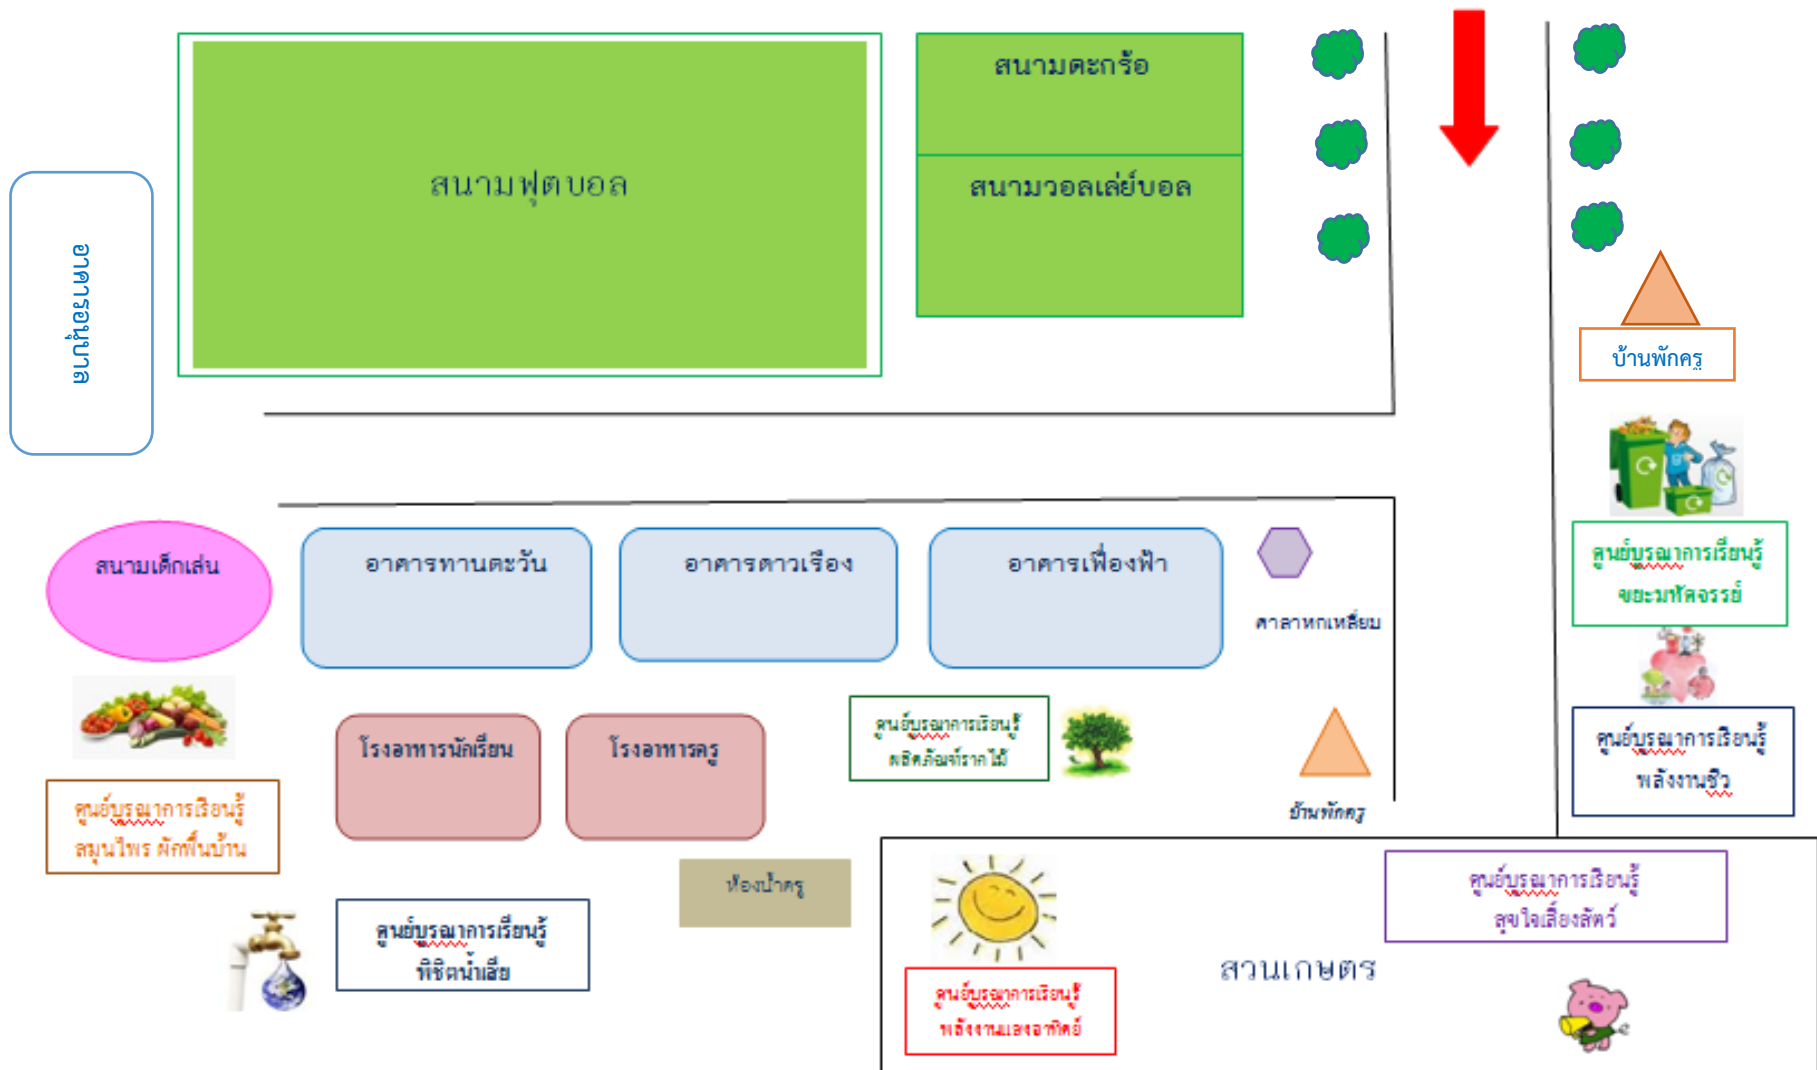 สนามฟุตบอล
สนามตะกร้อ
สนามวอลเล่ย์บอล
อาคารอนุบาล
บ้านพักครู
ศูนย์บูรณาการเรียนรู้
ขยะมหัศจรรย์
สนามเด็กเล่น
อาคารทานตะวัน
อาคารดาวเรือง
อาคารเฟื่องฟ้า
ศาลาหกเหลี่ยม
ศูนย์บูรณาการเรียนรู้
พลังงานชีว
โรงอาหารนักเรียน
โรงอาหารครู
ศูนย์บูรณาการเรียนรู้
ผลิตภัณฑ์รากไม้
บ้านพักครู
ศูนย์บูรณาการเรียนรู้
สมุนไพร ผักพื้นบ้าน
ห้องน้ำครู
ศูนย์บูรณาการเรียนรู้
พิชิตน้ำเสีย
ศูนย์บูรณาการเรียนรู้
สุขใจเลี้ยงสัตว์
สวนเกษตร
ศูนย์บูรณาการเรียนรู้
พลังงานแสงอาทิตย์